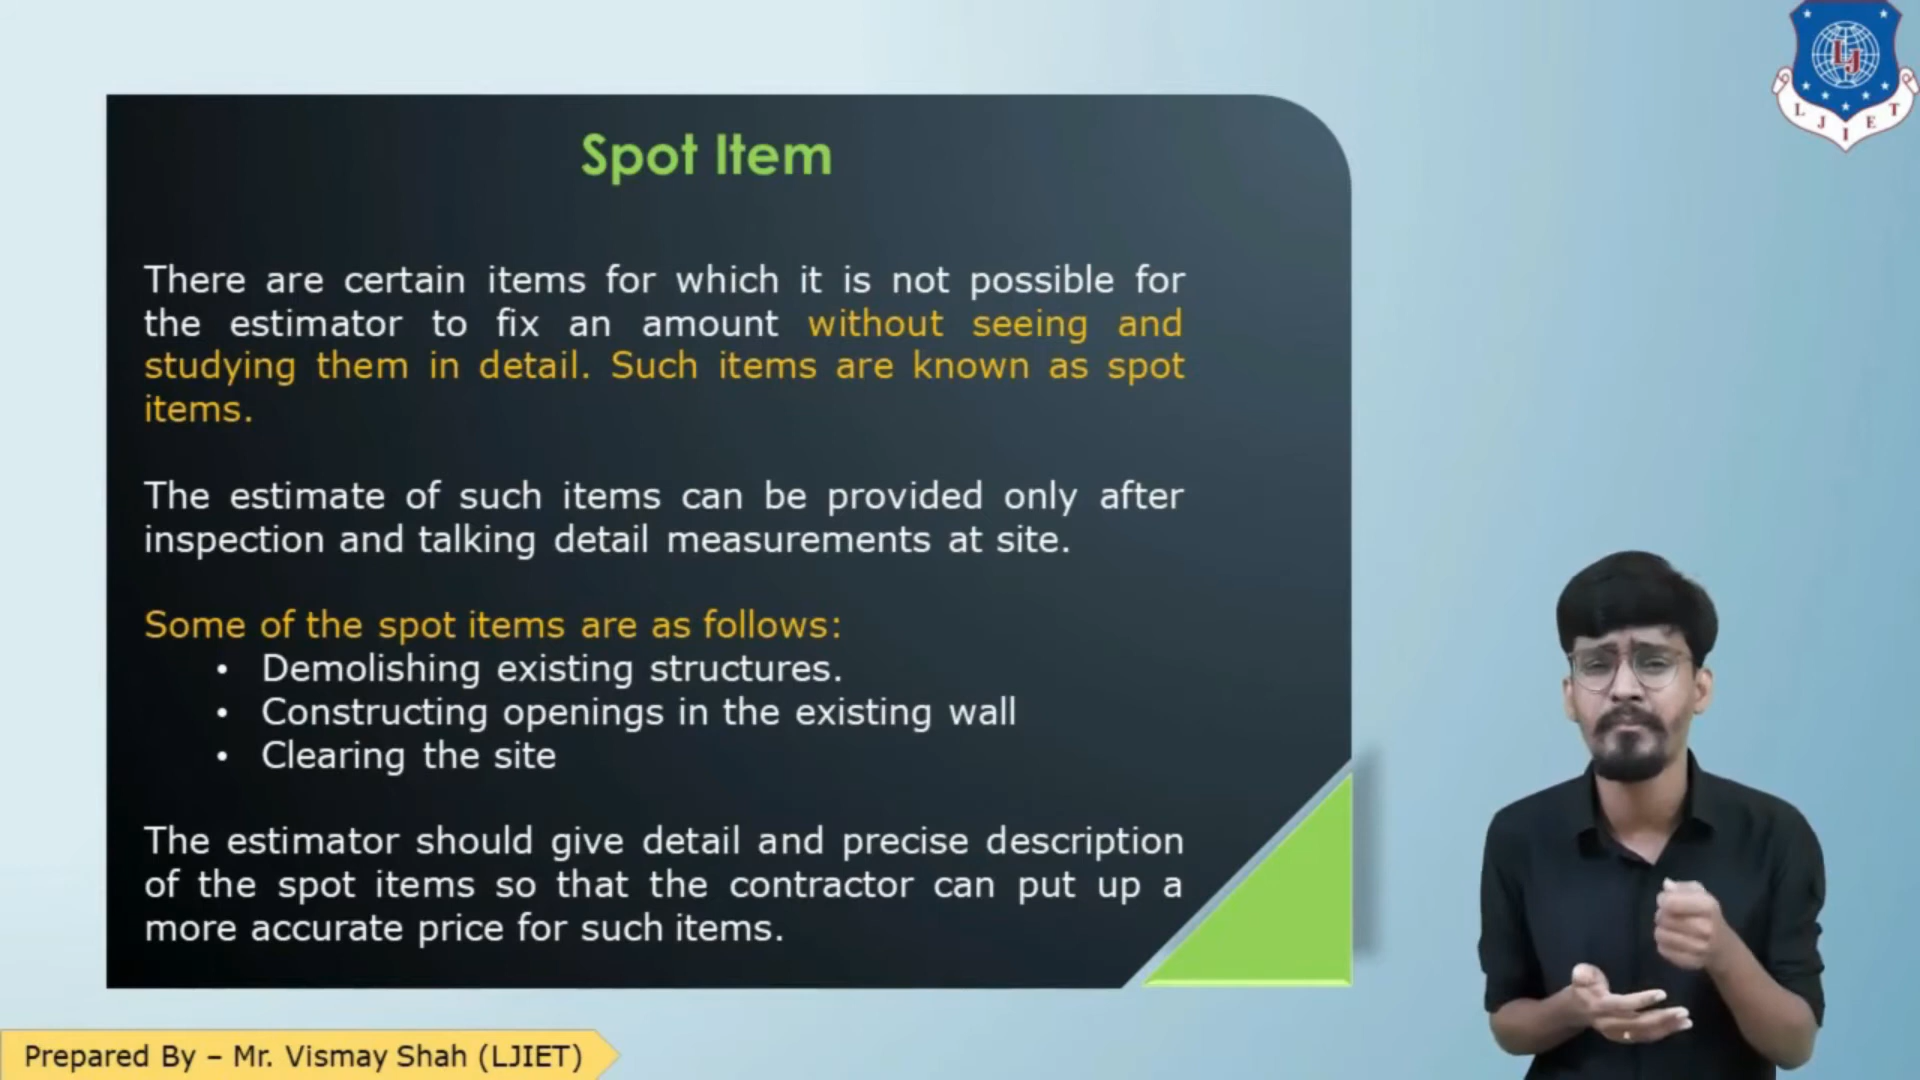 LJ
L J I E T
Spot Item
There are certain items for which it is not possible for
the estimator to fix an amount without seeing and
studying them in detail. Such items are known as spot
items.
The estimate of such items can be provided only after
inspection and talking detail measurements at site.
Some of the spot items are as follows:
• Demolishing existing structures.
• Constructing openings in the existing wall
• Clearing the site
The estimator should give detail and precise description
of the spot items so that the contractor can put up a
more accurate price for such items.
Prepared By – Mr. Vismay Shah (LJIET)